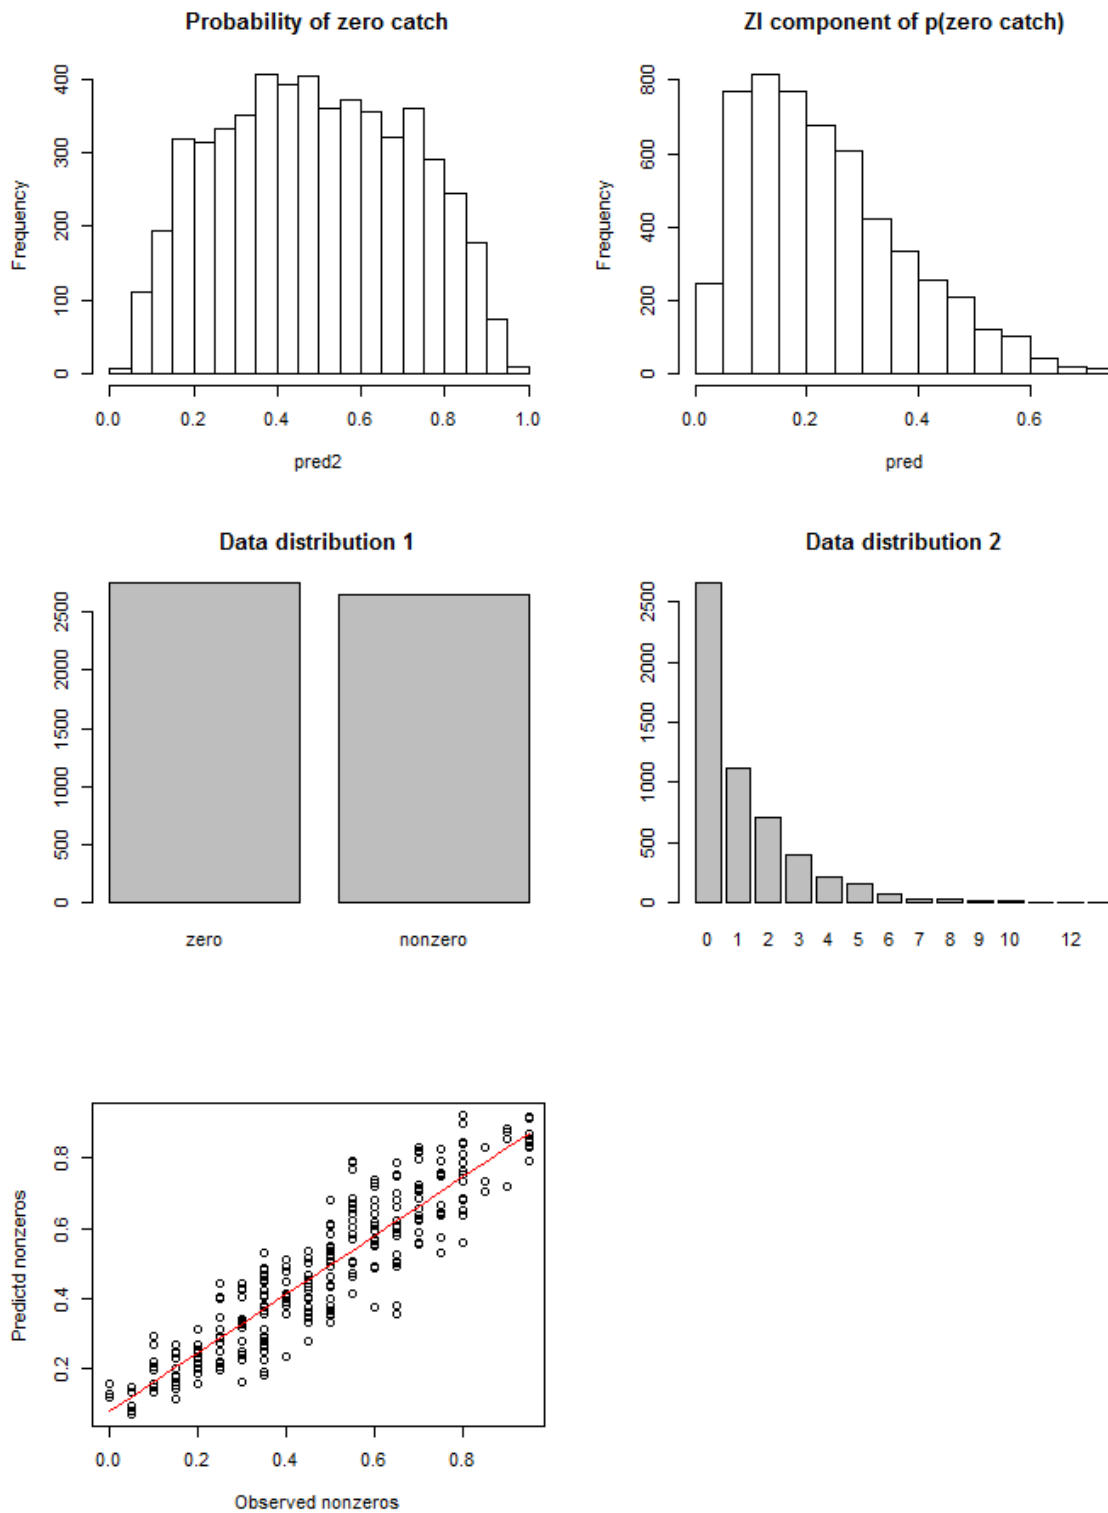 Probability of zero catch
Frequency
0 100 200 300 400
0.0 0.2 0.4 0.6 0.8 1.0
pred2
ZI component of p(zero catch)
Frequency
0 200 400 600 800
0.0 0.2 0.4 0.6
pred
Data distribution 1
0 500 1000 1500 2000 2500
zero nonzero
Data distribution 2
0 500 1000 1500 2000 2500
0 1 2 3 4 5 6 7 8 9 10 12
Predictd nonzeros
0.2 0.4 0.6 0.8
0.0 0.2 0.4 0.6 0.8
Observed nonzeros